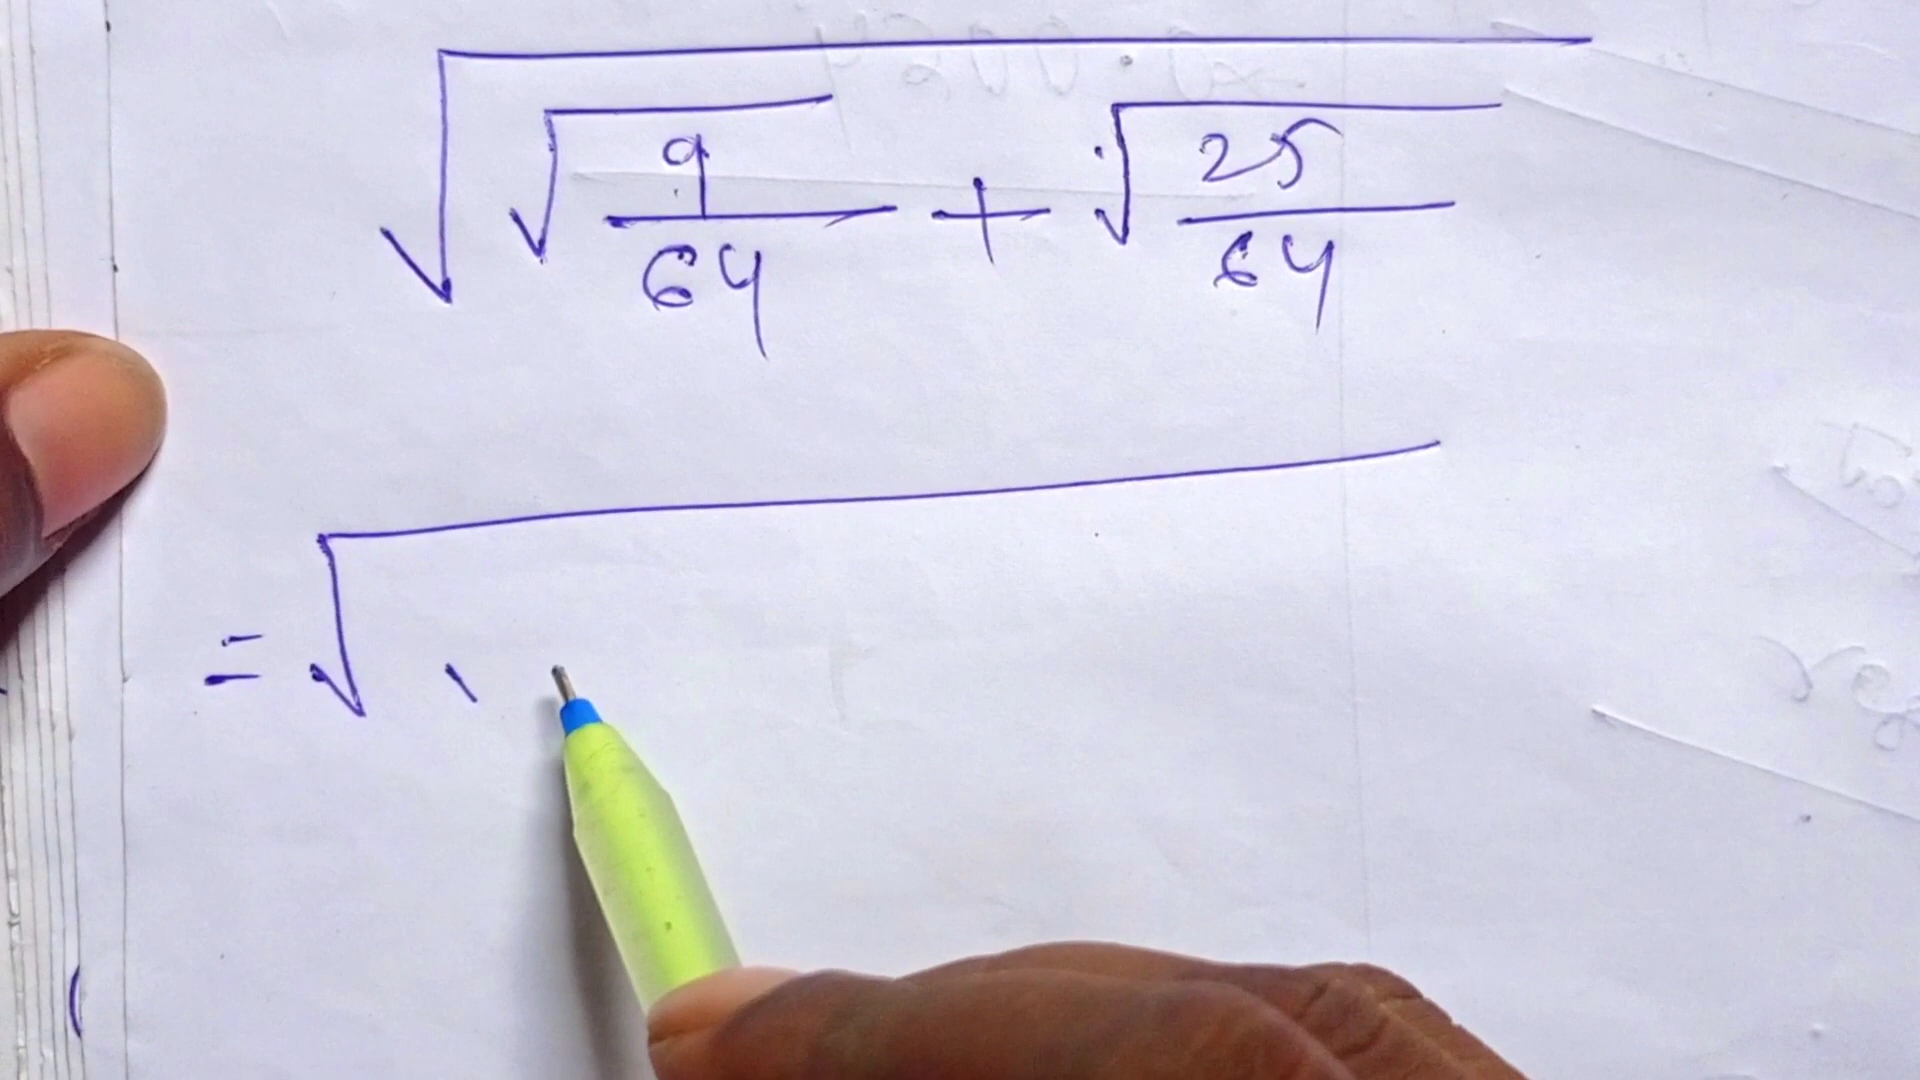 √(√(9/64) + √(25/64))
= √